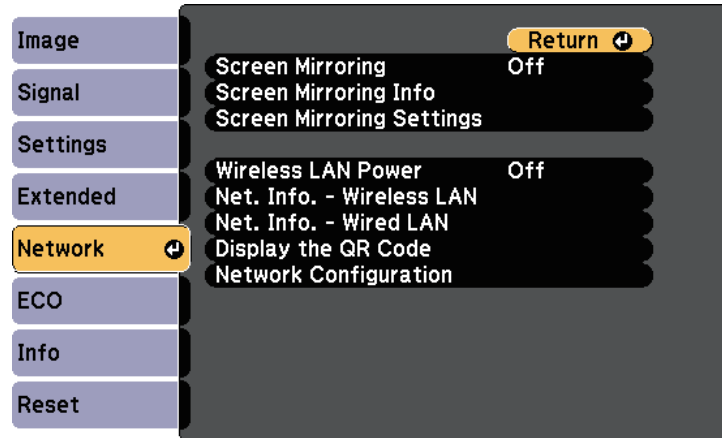 Image
Signal
Settings
Extended
Network
ECO
Info
Reset
Return
Screen Mirroring Off
Screen Mirroring Info
Screen Mirroring Settings
Wireless LAN Power Off
Net. Info. - Wireless LAN
Net. Info. - Wired LAN
Display the QR Code
Network Configuration